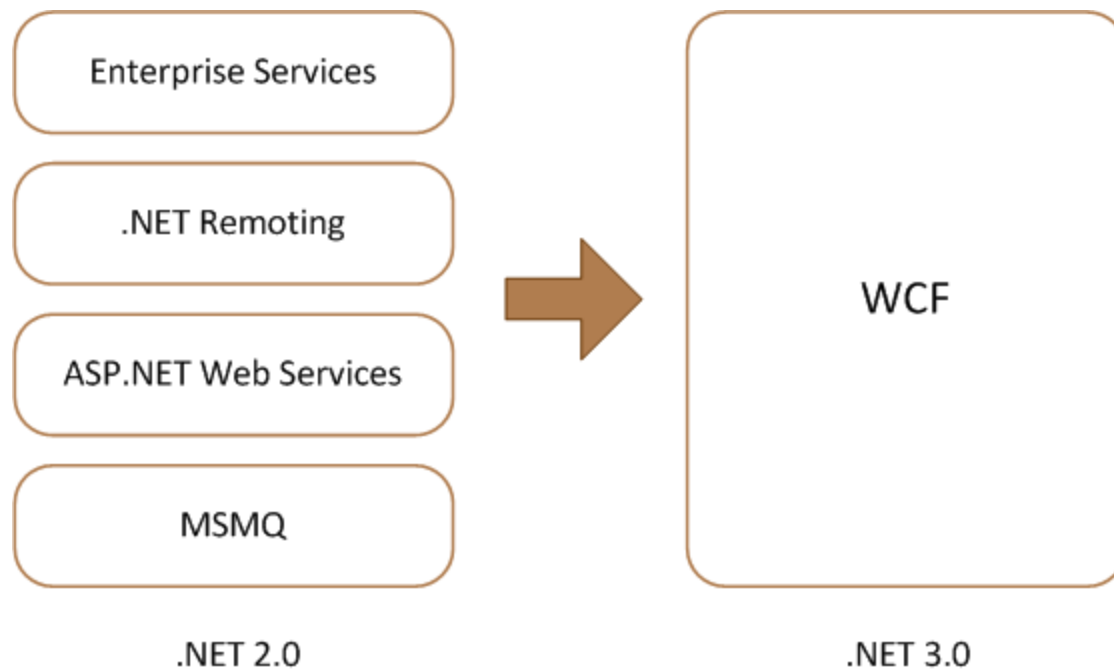 Enterprise Services
.NET Remoting
ASP.NET Web Services
MSMQ
.NET 2.0
WCF
.NET 3.0